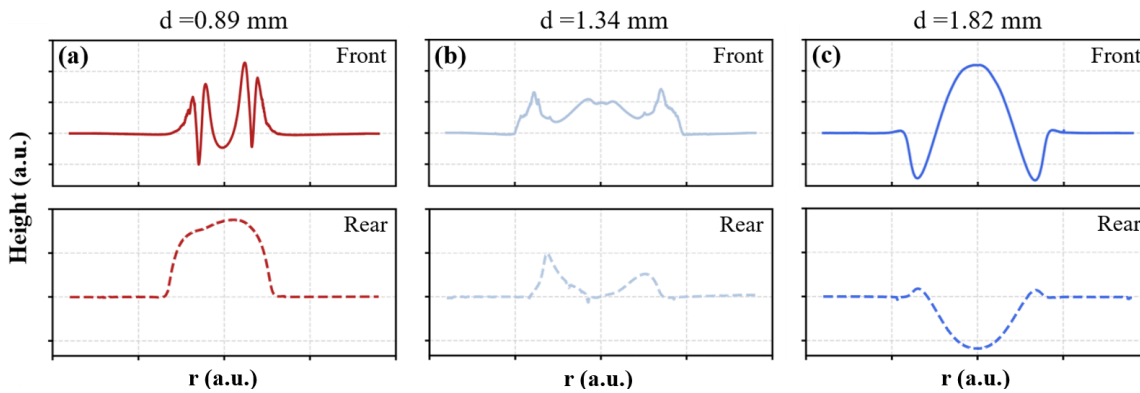 d =0.89 mm
d =1.34 mm
d =1.82 mm
(a)
Front
(b)
Front
(c)
Front
Height (a.u.)
Rear
Rear
Rear
r (a.u.)
r (a.u.)
r (a.u.)